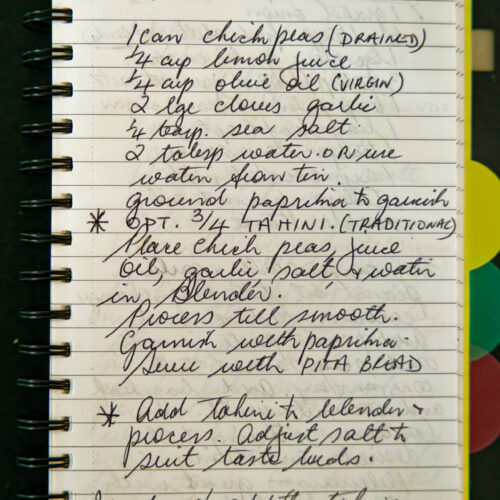 1 can chick peas (DRAINED)
1/4 cup lemon juice
1/4 cup olive oil (VIRGIN)
2 lge cloves garlic
1/4 teasp. sea salt.
2 tablesp water. OR use
water from tin.
ground paprika to garnish
* OPT. 3/4 TAHINI. (TRADITIONAL)
Place chick peas, juice
oil, garlic salt & water
in Blender.
Process till smooth.
Garnish with paprika.
Serve with PITA BREAD
* Add tahini to blender &
process. Adjust salt to
suit taste buds.